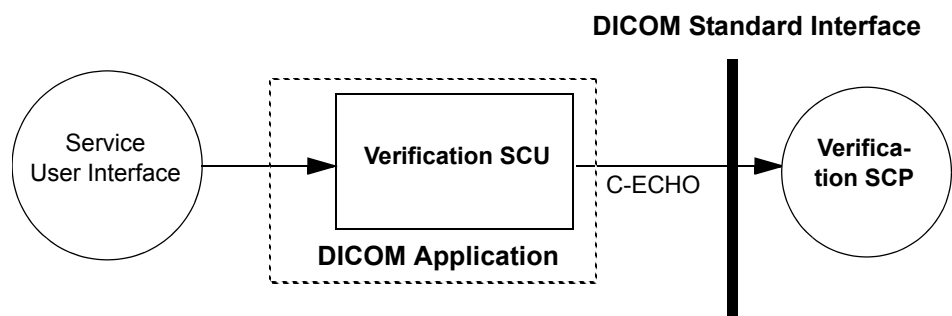 DICOM Standard Interface
Service
User Interface
Verification SCU
C-ECHO
Verifica-
tion SCP
DICOM Application